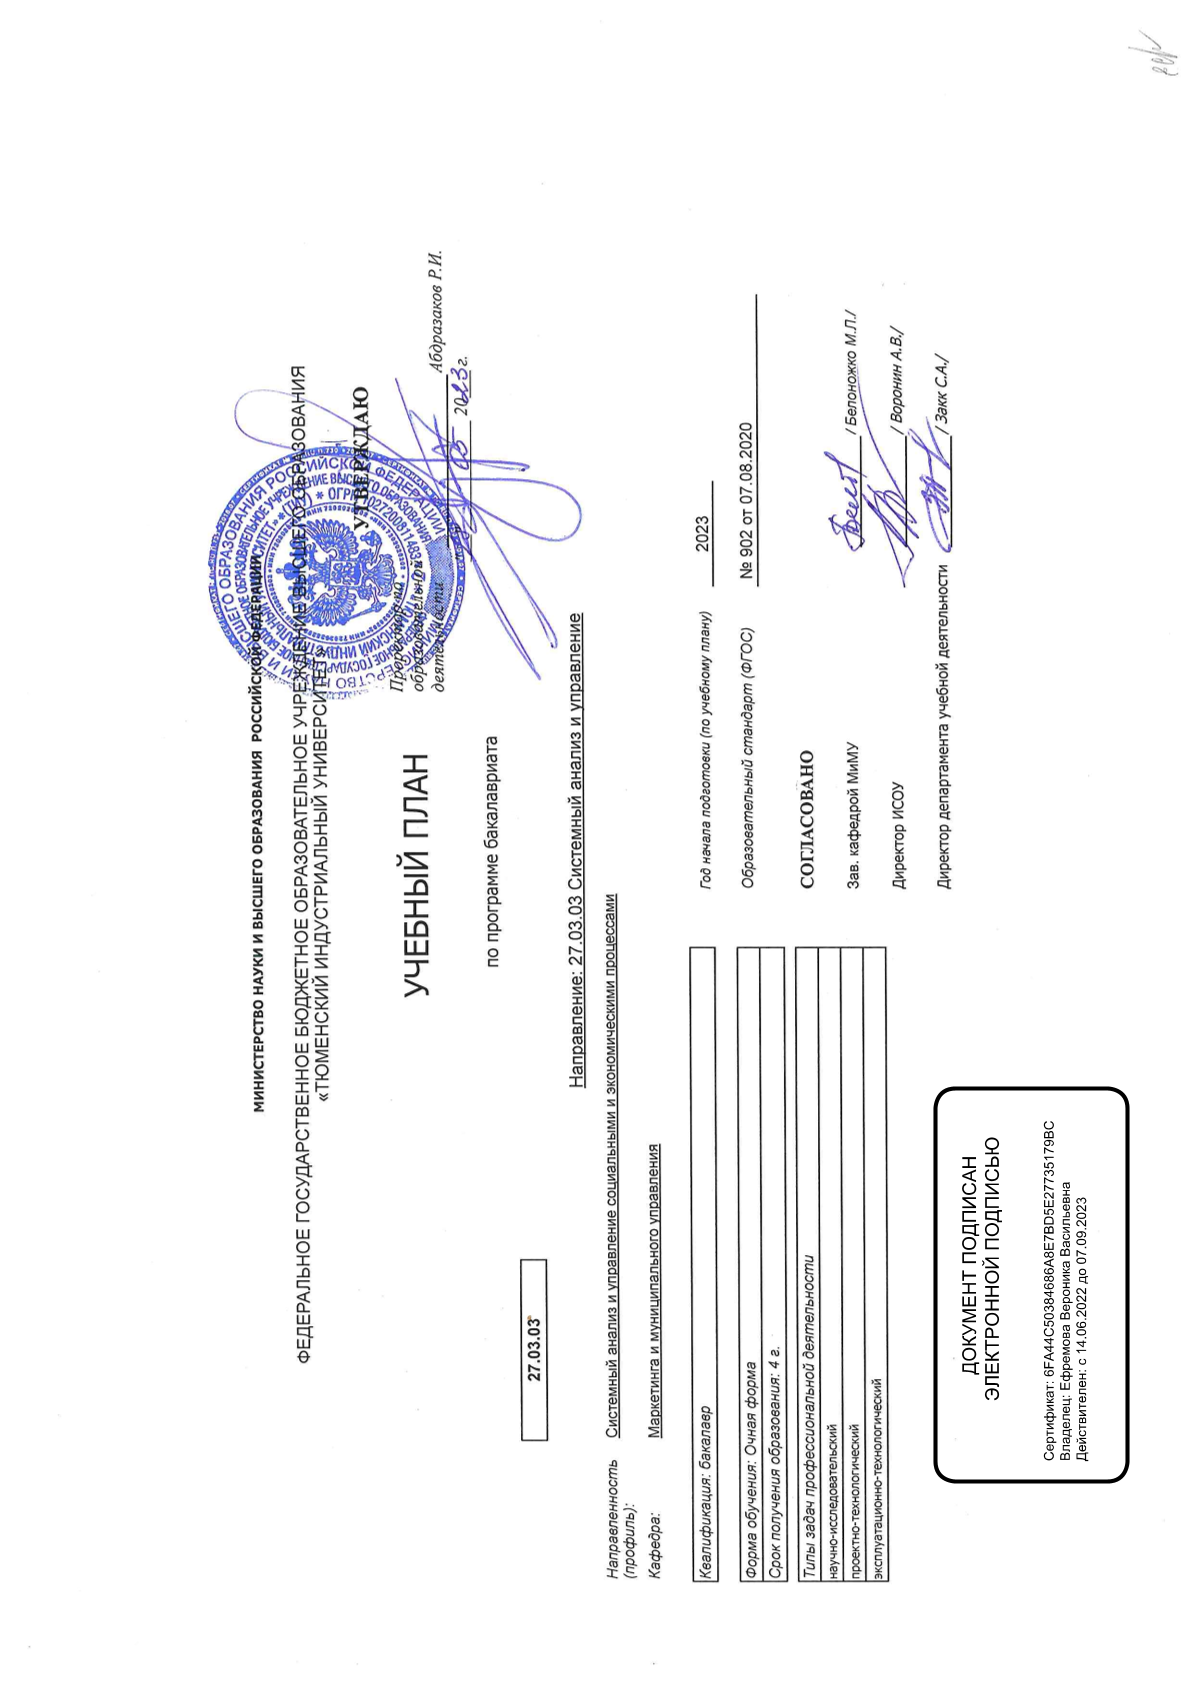 МИНИСТЕРСТВО НАУКИ И ВЫСШЕГО ОБРАЗОВАНИЯ РОССИЙСКОЙ ФЕДЕРАЦИИ
ФЕДЕРАЛЬНОЕ ГОСУДАРСТВЕННОЕ БЮДЖЕТНОЕ ОБРАЗОВАТЕЛЬНОЕ УЧРЕЖДЕНИЕ ВЫСШЕГО ОБРАЗОВАНИЯ
«ТЮМЕНСКИЙ ИНДУСТРИАЛЬНЫЙ УНИВЕРСИТЕТ»
УТВЕРЖДАЮ
Проректор по
образовательной
деятельности Абдразаков Р.И.
05 2023г.
УЧЕБНЫЙ ПЛАН
по программе бакалавриата
27.03.03
Направление: 27.03.03 Системный анализ и управление
Направленность (профиль): Системный анализ и управление социальными и экономическими процессами
Кафедра: Маркетинга и муниципального управления
Квалификация: бакалавр
Форма обучения: Очная форма
Срок получения образования: 4 г.
Типы задач профессиональной деятельности
научно-исследовательский
проектно-технологический
эксплуатационно-технологический
Год начала подготовки (по учебному плану) 2023
Образовательный стандарт (ФГОС) № 902 от 07.08.2020
СОГЛАСОВАНО
Зав. кафедрой МиМУ / Белоножко М.Л./
Директор ИСОУ / Воронин А.В./
Директор департамента учебной деятельности / Закк С.А./
ДОКУМЕНТ ПОДПИСАН
ЭЛЕКТРОННОЙ ПОДПИСЬЮ
Сертификат: 6FA44C50384686A8E7BD5E27735179BC
Владелец: Ефремова Вероника Васильевна
Действителен: с 14.06.2022 до 07.09.2023